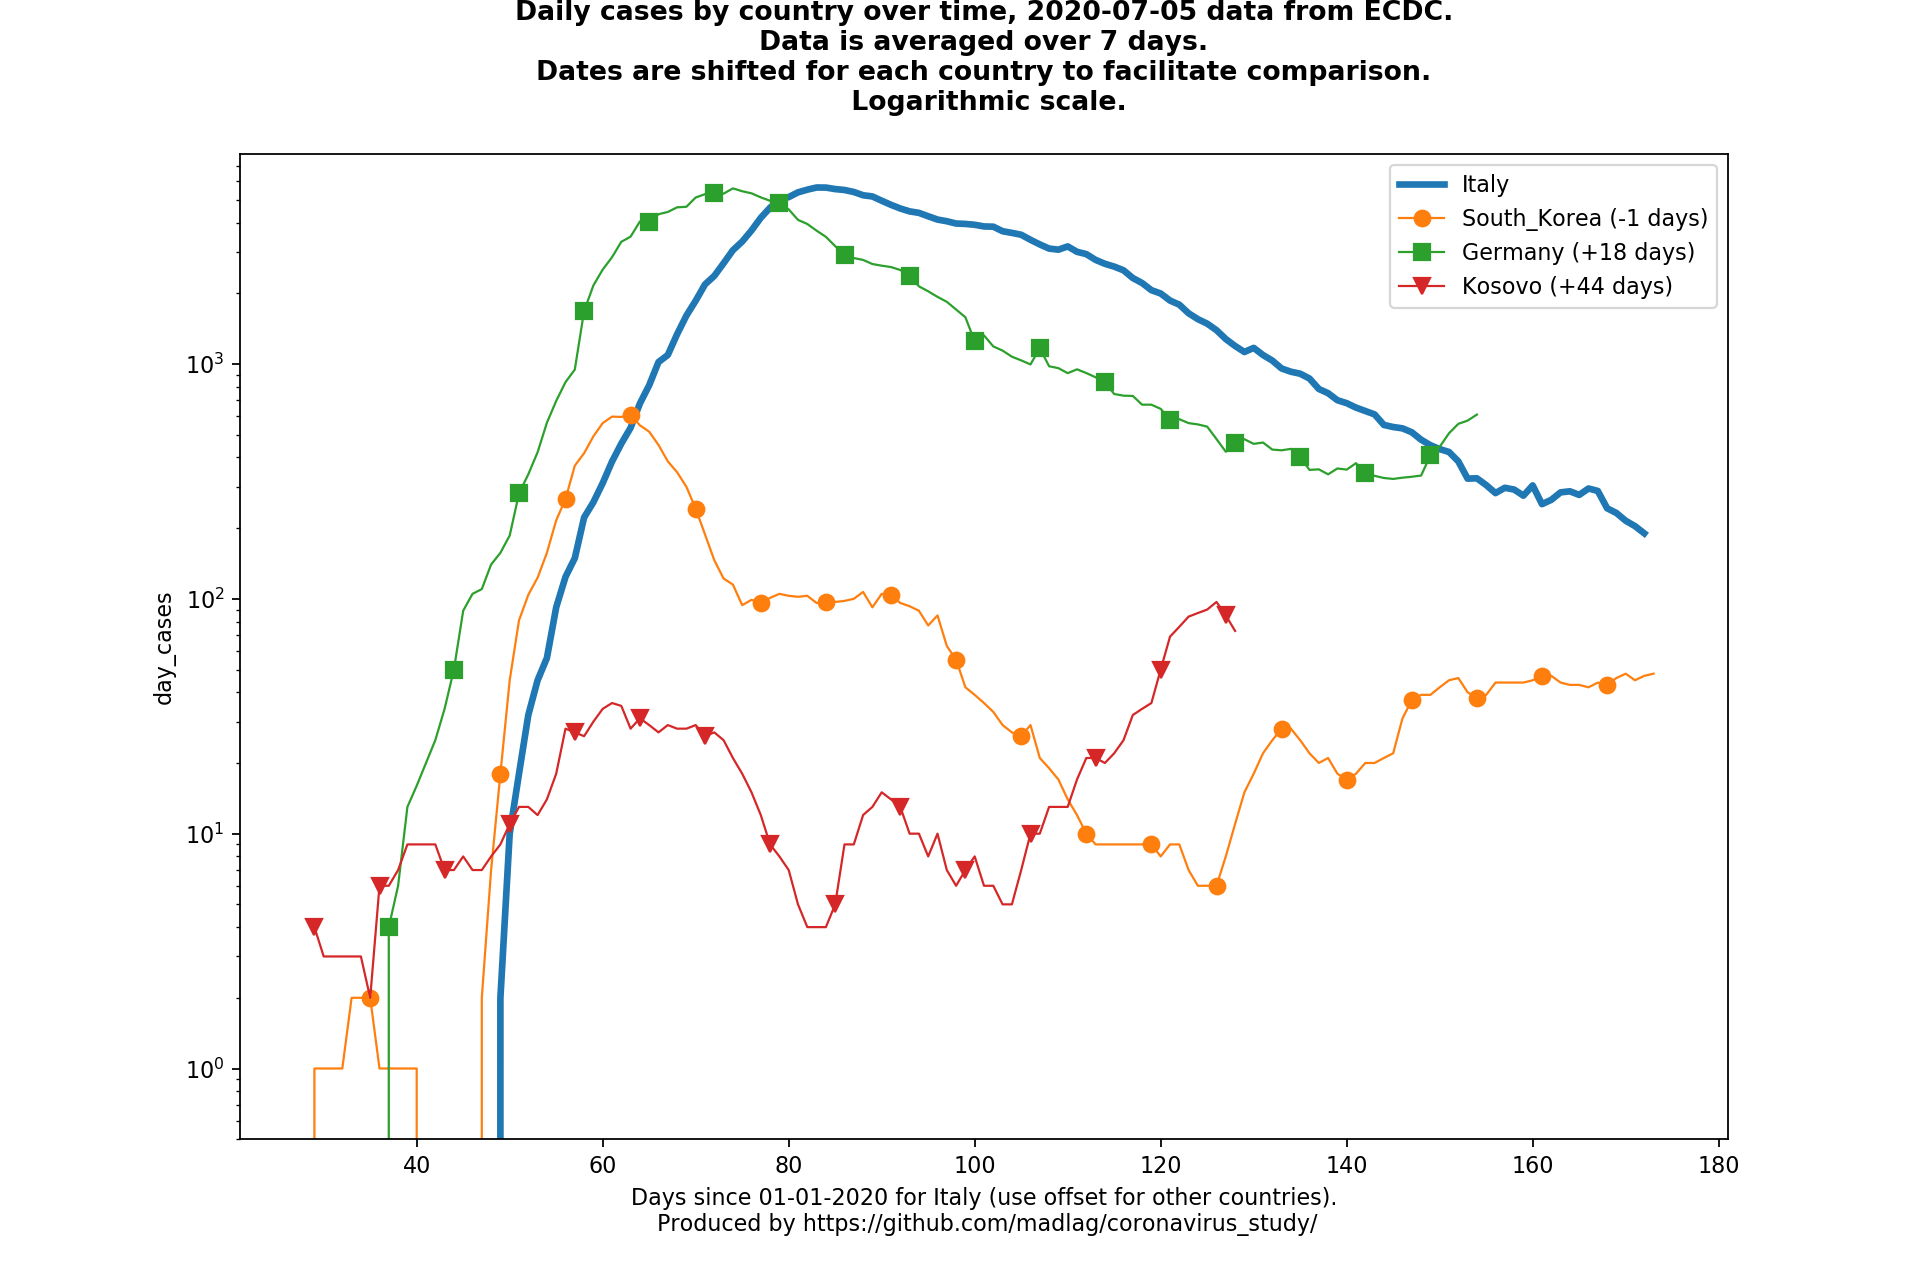 Daily cases by country over time, 2020-07-05 data from ECDC.
Data is averaged over 7 days.
Dates are shifted for each country to facilitate comparison.
Logarithmic scale.
Italy
South_Korea (-1 days)
Germany (+18 days)
Kosovo (+44 days)
day_cases
10³
10²
10¹
10⁰
40 60 80 100 120 140 160 180
Days since 01-01-2020 for Italy (use offset for other countries).
Produced by https://github.com/madlag/coronavirus_study/